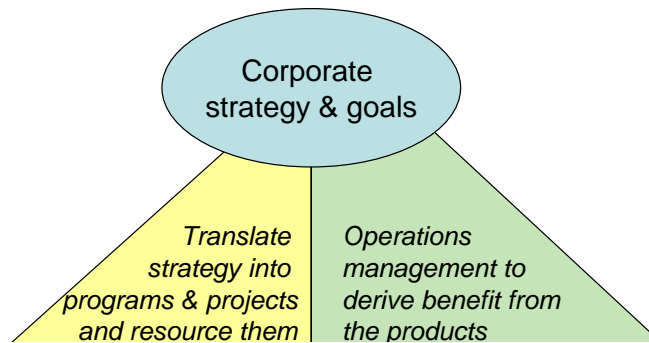 Corporate
strategy & goals
Translate
strategy into
programs & projects
and resource them
Operations
management to
derive benefit from
the products